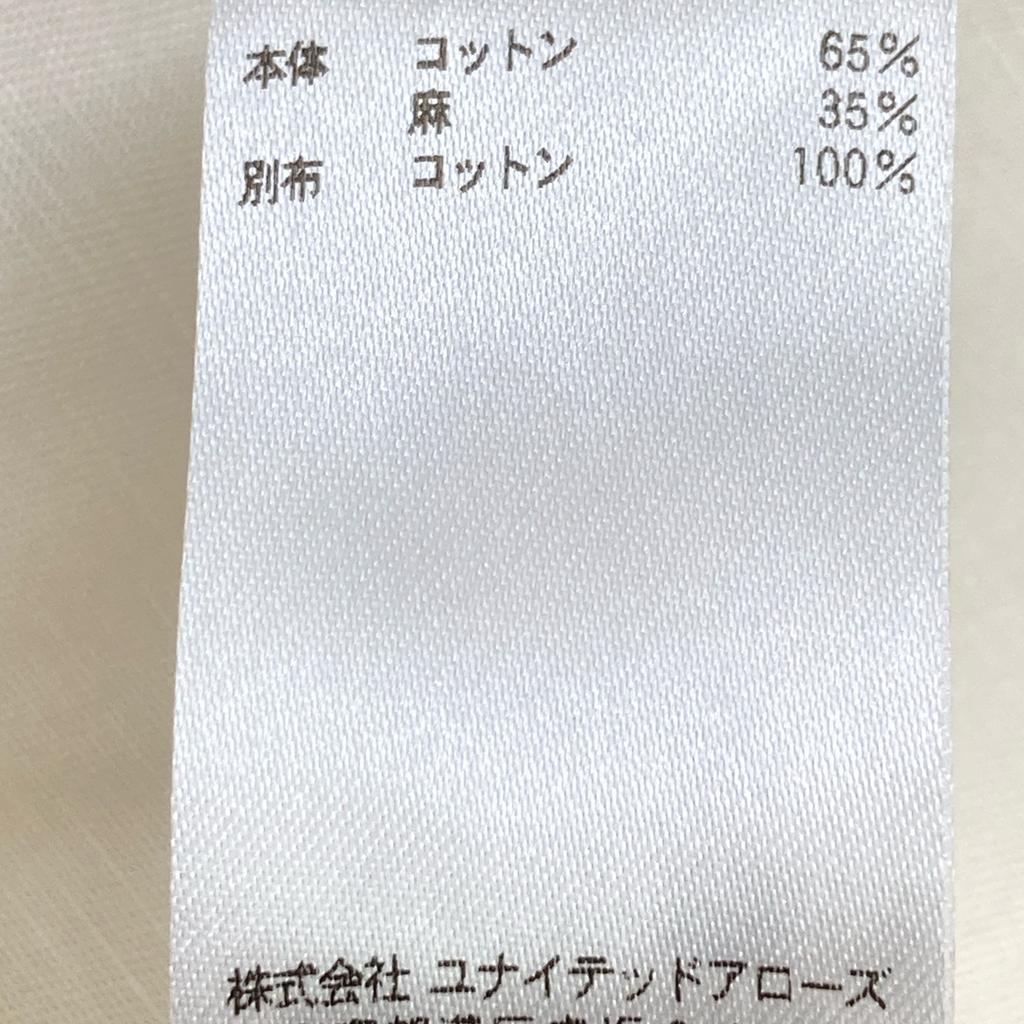 本体 コットン 65%
麻 35%
別布 コットン 100%
株式会社 ユナイテッドアローズ